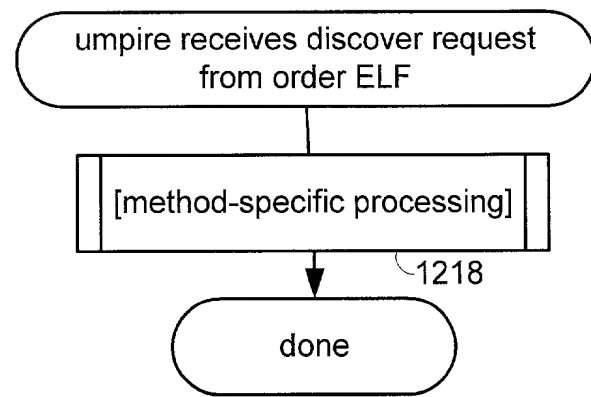 umpire receives discover request
from order ELF
[method-specific processing]
1218
done